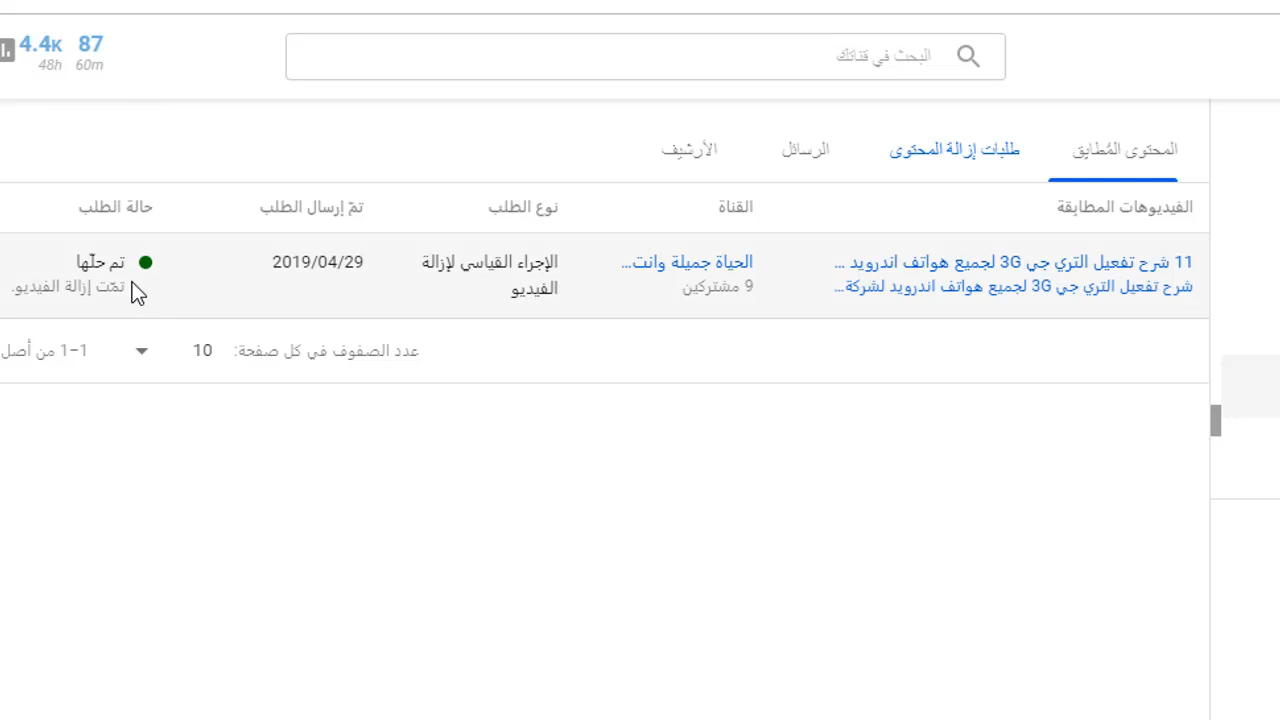 4.4K 87
48h 60m
البحث في قناتك
المحتوى المُطابِق طلبات إزالة المحتوى الرسائل الأرشيف
الفيديوهات المطابِقة القناة نوع الطلب تمّ إرسال الطلب حالة الطلب
11 شرح تفعيل التري جي 3G لجميع هواتف اندرويد ... الحياة جميلة وانت... الإجراء القياسي لإزالة 2019/04/29 تم حلّها
شرح تفعيل التري جي 3G لجميع هواتف اندرويد لشركة... 9 مشتركين الفيديو تمّت إزالة الفيديو.
عدد الصفوف في كل صفحة: 10 1–1 من أصل